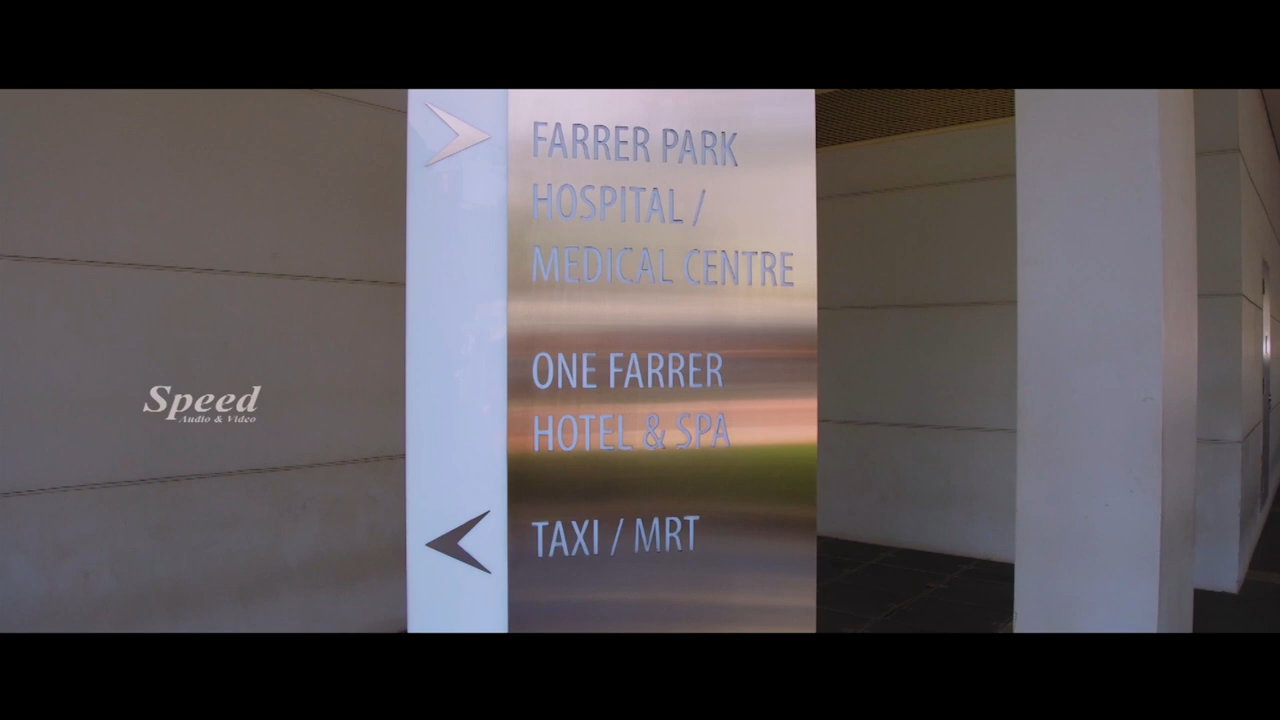 FARRER PARK
HOSPITAL /
MEDICAL CENTRE
ONE FARRER
HOTEL & SPA
TAXI / MRT
Speed
Audio & Video